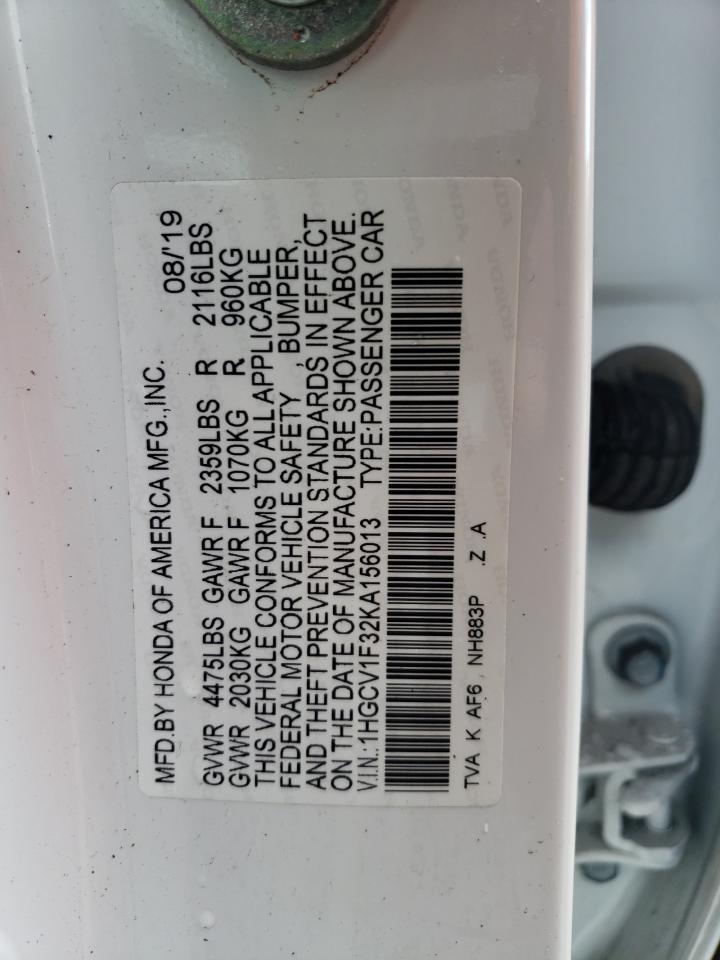 MFD.BY HONDA OF AMERICA MFG.,INC. 08/'19
GVWR 4475LBS GAWR F 2359LBS R 2116LBS
GVWR 2030KG GAWR F 1070KG R 960KG
THIS VEHICLE CONFORMS TO ALL APPLICABLE
FEDERAL MOTOR VEHICLE SAFETY , BUMPER,
AND THEFT PREVENTION STANDARDS IN EFFECT
ON THE DATE OF MANUFACTURE SHOWN ABOVE.
V.I.N.:1HGCV1F32KA156013 TYPE:PASSENGER CAR
TVA K AF6 , NH883P .Z .A